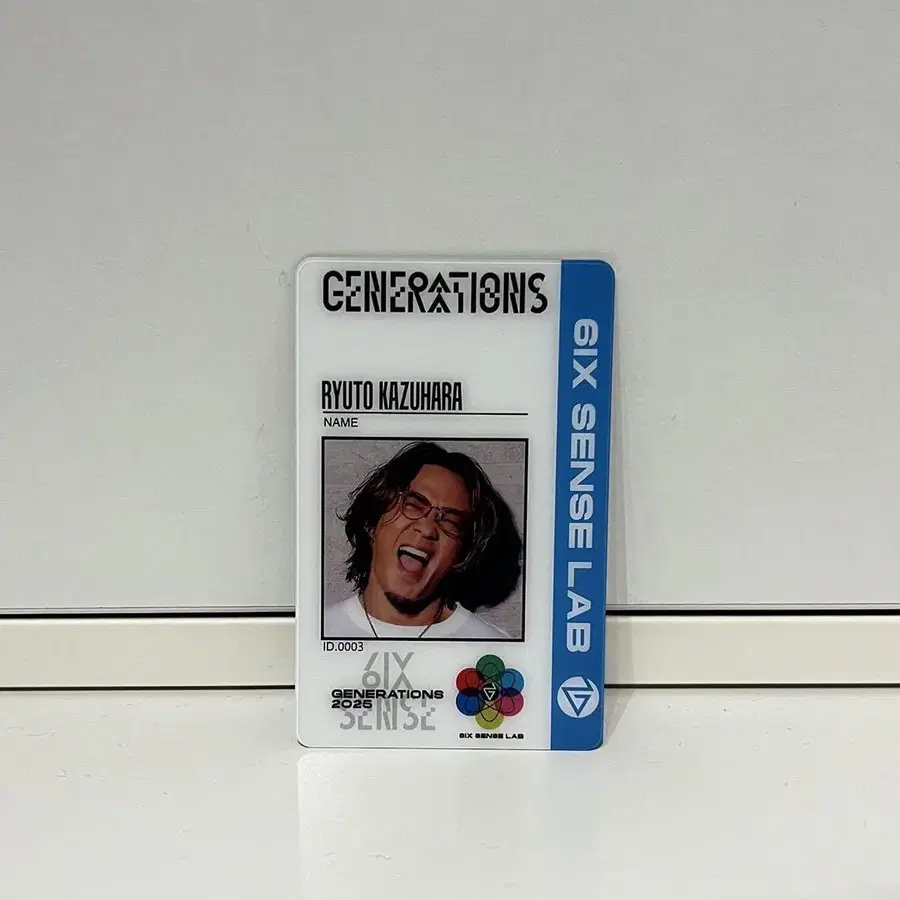 GENERATIONS
RYUTO KAZUHARA
NAME
ID.0003
6IX
GENERATIONS
2025
SENSE
6IX SENSE LAB
6IX SENSE LAB